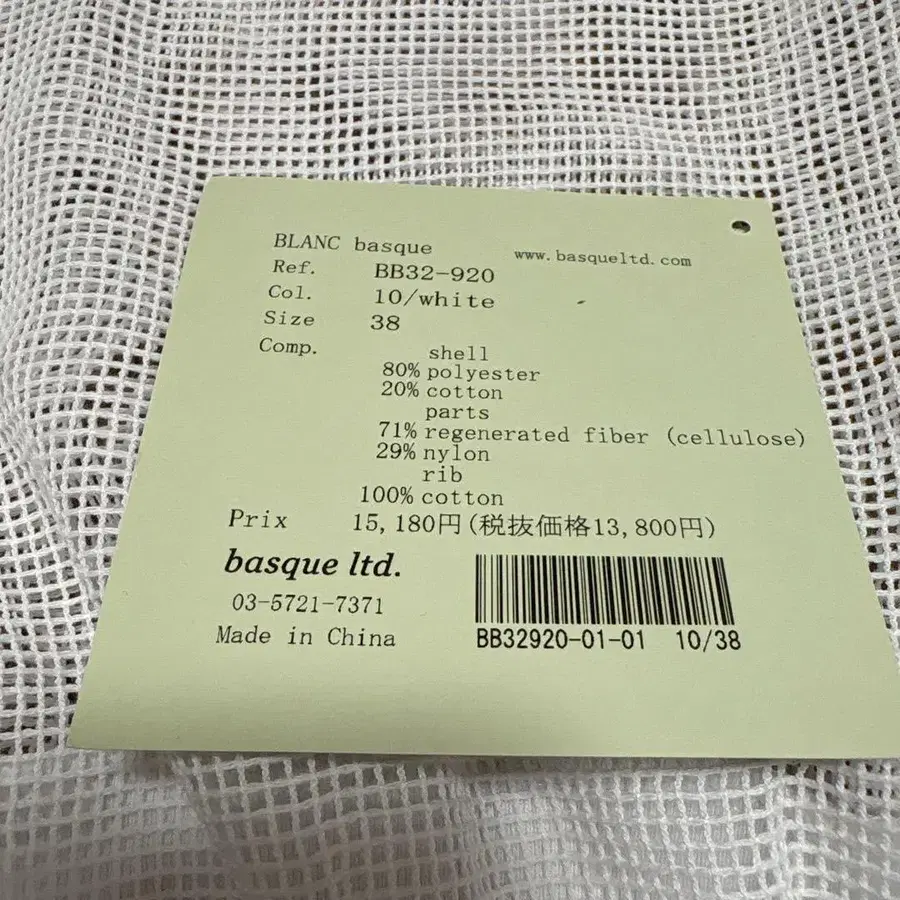 BLANC basque www.basqueltd.com
Ref. BB32-920
Col. 10/white
Size 38
Comp. shell
80% polyester
20% cotton
parts
71% regenerated fiber (cellulose)
29% nylon
rib
100% cotton
Prix 15,180円(税抜価格13,800円)
basque ltd.
03-5721-7371
Made in China
BB32920-01-01 10/38